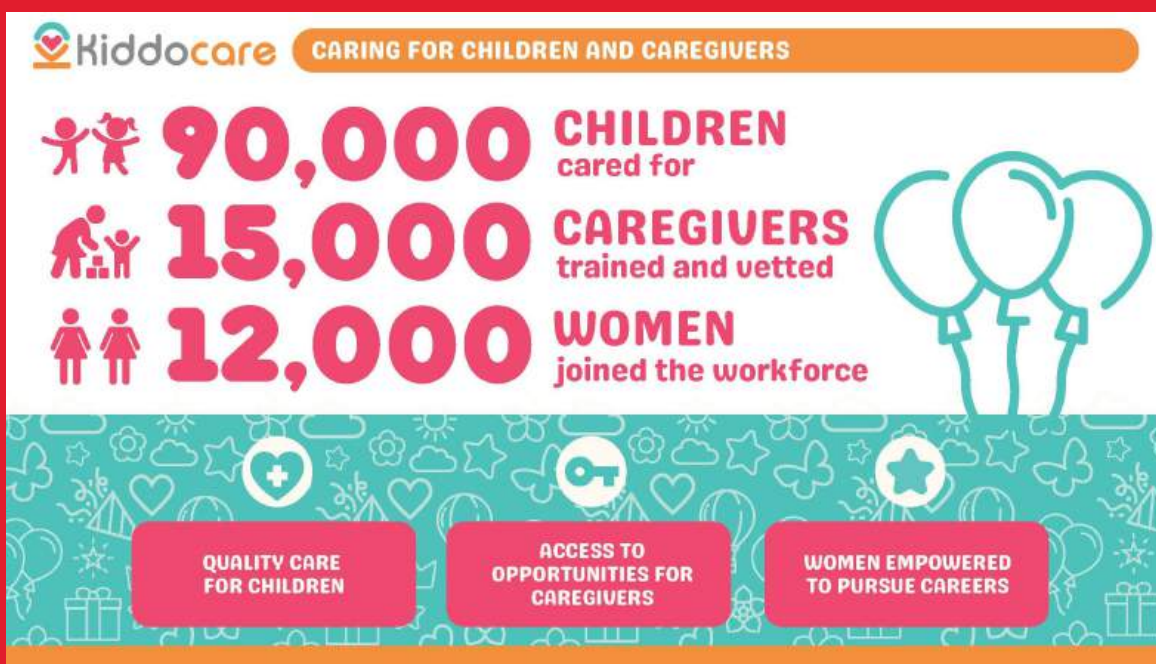 Kiddocare
CARING FOR CHILDREN AND CAREGIVERS
90,000
CHILDREN
cared for
15,000
CAREGIVERS
trained and vetted
12,000
WOMEN
joined the workforce
QUALITY CARE
FOR CHILDREN
ACCESS TO
OPPORTUNITIES FOR
CAREGIVERS
WOMEN EMPOWERED
TO PURSUE CAREERS